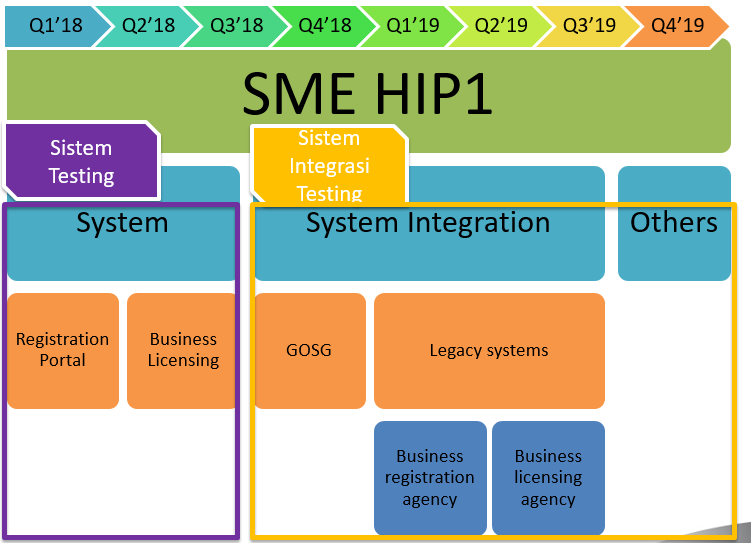 Q1’18 Q2’18 Q3’18 Q4’18 Q1’19 Q2’19 Q3’19 Q4’19
SME HIP1
Sistem
Testing
Sistem
Integrasi
Testing
System
System Integration
Others
Registration
Portal
Business
Licensing
GOSG
Legacy systems
Business
registration
agency
Business
licensing
agency